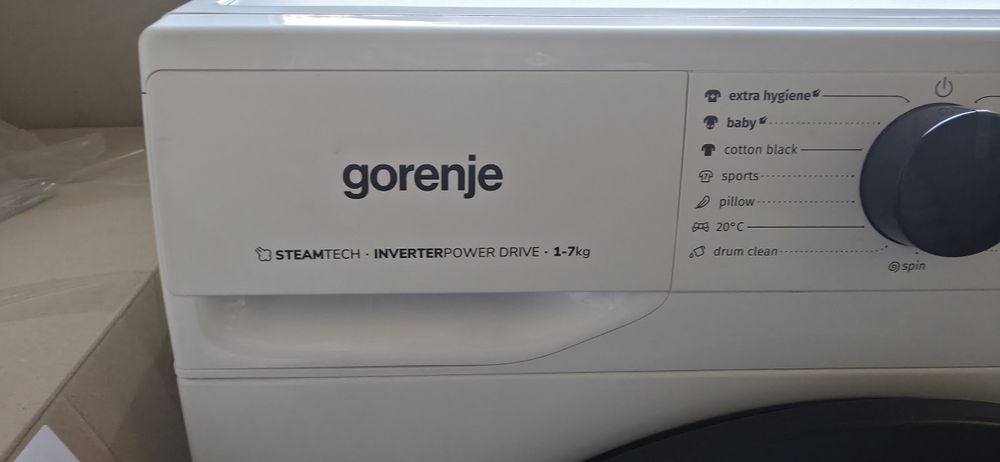 gorenje
STEAMTECH · INVERTERPOWER DRIVE · 1-7kg
extra hygiene
baby
cotton black
sports
pillow
20°C
drum clean
spin